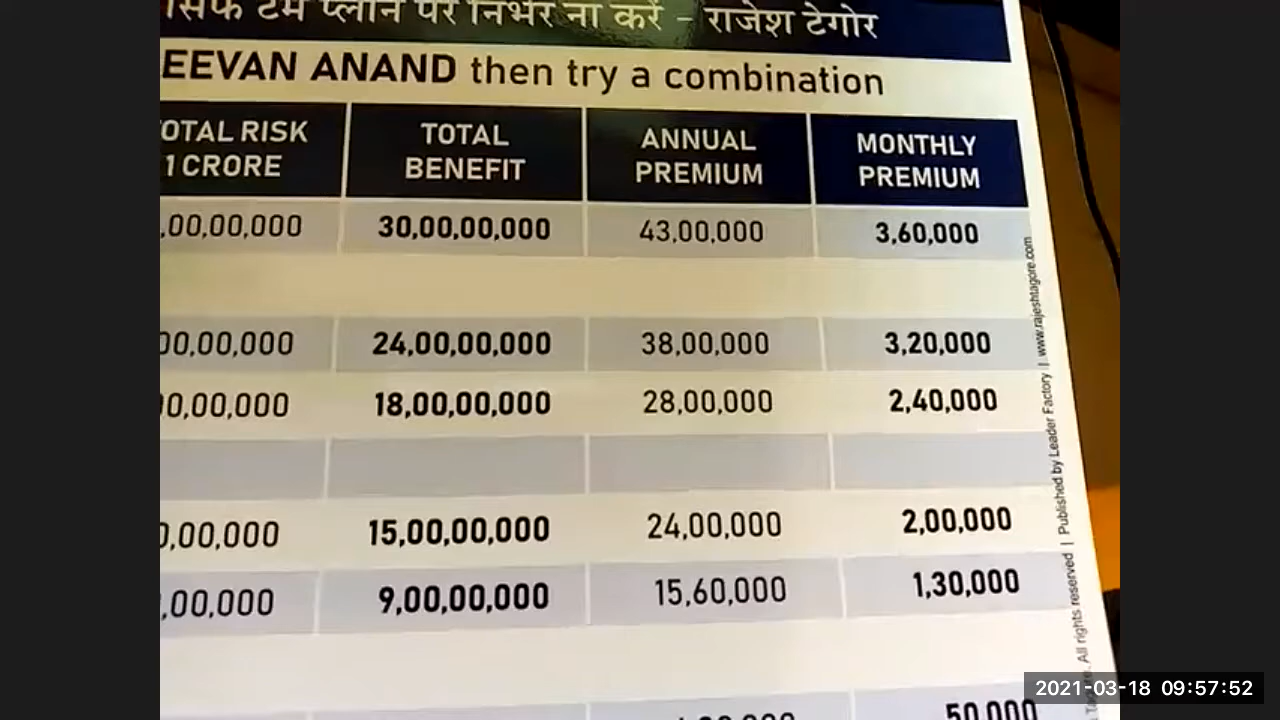 सिर्फ टर्म प्लान पर निर्भर ना करें - राजेश टेगोर
EEVAN ANAND then try a combination
OTAL RISK 1 CRORE
TOTAL BENEFIT
ANNUAL PREMIUM
MONTHLY PREMIUM
,00,00,000 30,00,00,000 43,00,000 3,60,000
00,00,000 24,00,00,000 38,00,000 3,20,000
0,00,000 18,00,00,000 28,00,000 2,40,000
0,00,000 15,00,00,000 24,00,000 2,00,000
,00,000 9,00,00,000 15,60,000 1,30,000
50,000
All rights reserved | Published by Leader Factory | www.rajeshtagore.com
2021-03-18 09:57:52